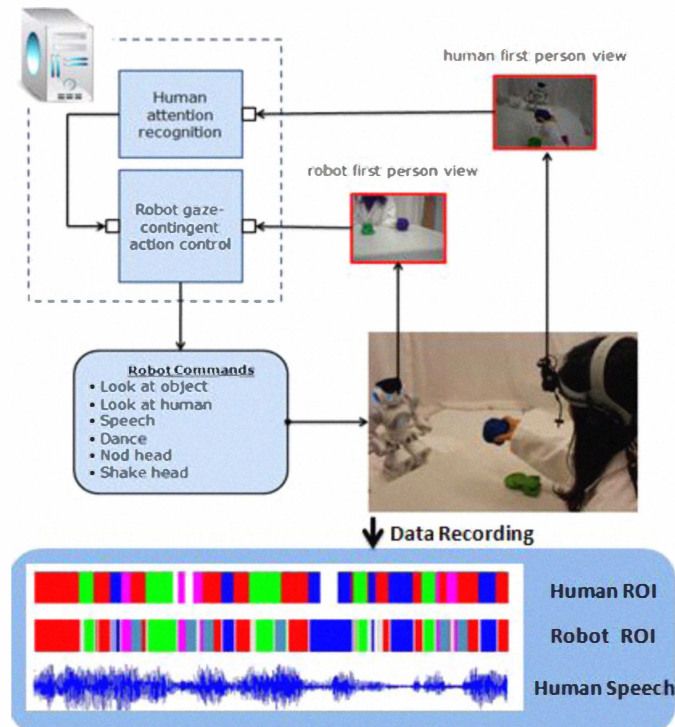 human first person view
Human
attention
recognition
robot first person view
Robot gaze-
contingent
action control
Robot Commands
• Look at object
• Look at human
• Speech
• Dance
• Nod head
• Shake head
Data Recording
Human ROI
Robot ROI
Human Speech